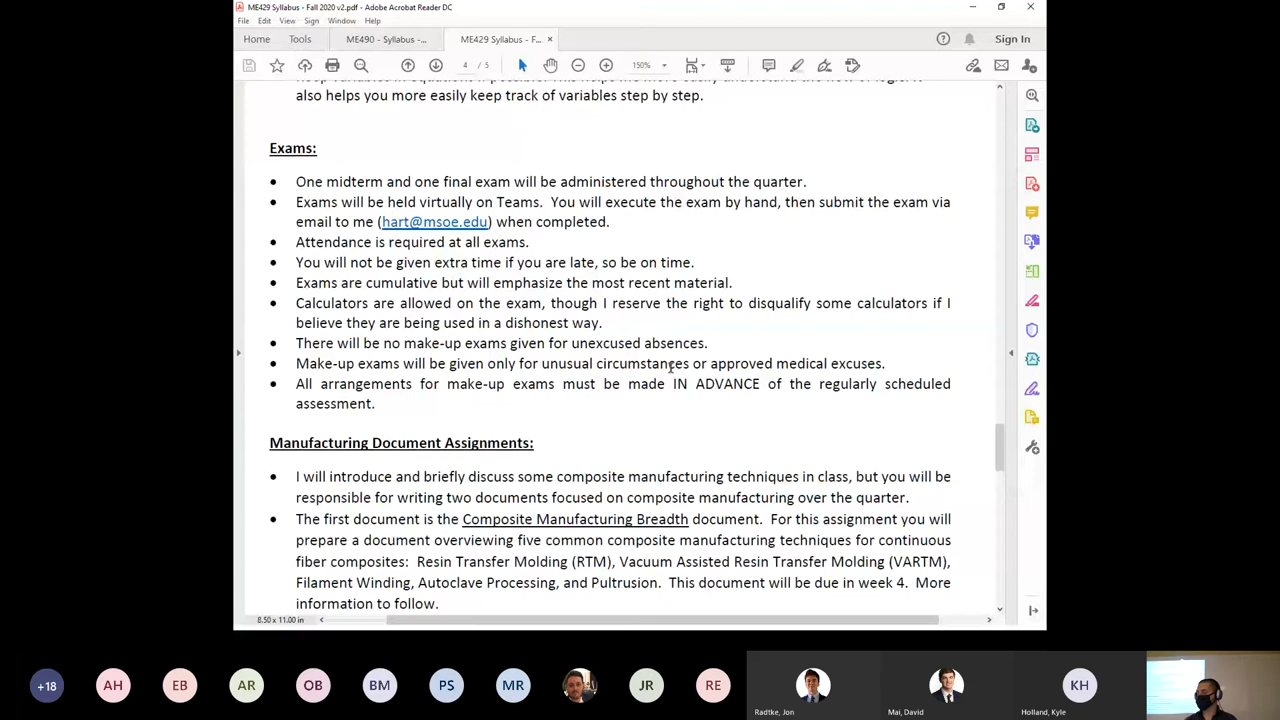 ME429 Syllabus - Fall 2020 v2.pdf - Adobe Acrobat Reader DC
File Edit View Sign Window Help
Home Tools ME490 - Syllabus -... ME429 Syllabus - F... ×
Sign In
4 / 5 150%
also helps you more easily keep track of variables step by step.
Exams:
• One midterm and one final exam will be administered throughout the quarter.
• Exams will be held virtually on Teams. You will execute the exam by hand, then submit the exam via
email to me (hart@msoe.edu) when completed.
• Attendance is required at all exams.
• You will not be given extra time if you are late, so be on time.
• Exams are cumulative but will emphasize the most recent material.
• Calculators are allowed on the exam, though I reserve the right to disqualify some calculators if I
believe they are being used in a dishonest way.
• There will be no make-up exams given for unexcused absences.
• Make-up exams will be given only for unusual circumstances or approved medical excuses.
• All arrangements for make-up exams must be made IN ADVANCE of the regularly scheduled
assessment.
Manufacturing Document Assignments:
• I will introduce and briefly discuss some composite manufacturing techniques in class, but you will be
responsible for writing two documents focused on composite manufacturing over the quarter.
• The first document is the Composite Manufacturing Breadth document. For this assignment you will
prepare a document overviewing five common composite manufacturing techniques for continuous
fiber composites: Resin Transfer Molding (RTM), Vacuum Assisted Resin Transfer Molding (VARTM),
Filament Winding, Autoclave Processing, and Pultrusion. This document will be due in week 4. More
information to follow.
8.50 x 11.00 in
+18 AH EB AR OB BM PS MR JR RE KH
Radtke, Jon Mai, David Holland, Kyle